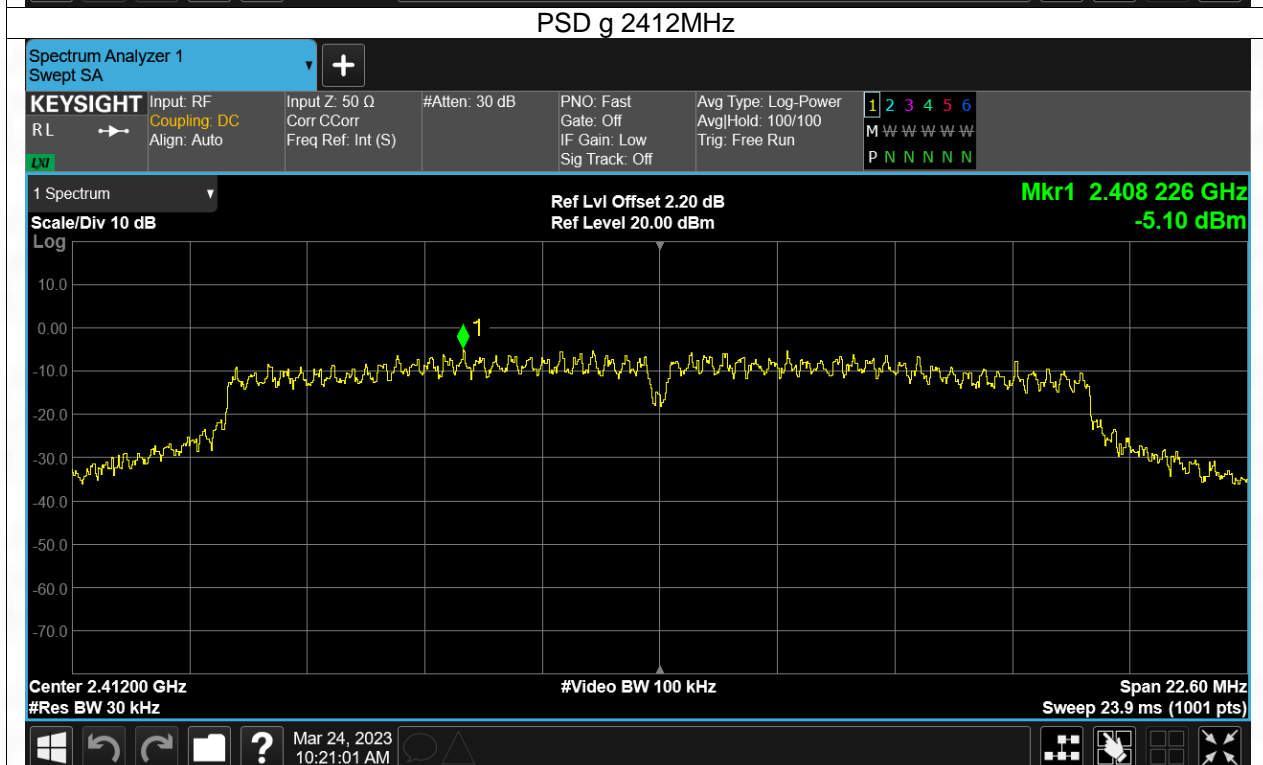 PSD g 2412MHz
Spectrum Analyzer 1
Swept SA
KEYSIGHT
RL
LXI
Input: RF
Coupling: DC
Align: Auto
Input Z: 50 Ω
Corr CCorr
Freq Ref: Int (S)
#Atten: 30 dB
PNO: Fast
Gate: Off
IF Gain: Low
Sig Track: Off
Avg Type: Log-Power
Avg|Hold: 100/100
Trig: Free Run
1 2 3 4 5 6
M W W W W W
P N N N N N
1 Spectrum
Scale/Div 10 dB
Log
Ref Lvl Offset 2.20 dB
Ref Level 20.00 dBm
Mkr1 2.408 226 GHz
-5.10 dBm
10.0
0.00
-10.0
-20.0
-30.0
-40.0
-50.0
-60.0
-70.0
1
Center 2.41200 GHz
#Res BW 30 kHz
#Video BW 100 kHz
Span 22.60 MHz
Sweep 23.9 ms (1001 pts)
?
Mar 24, 2023
10:21:01 AM